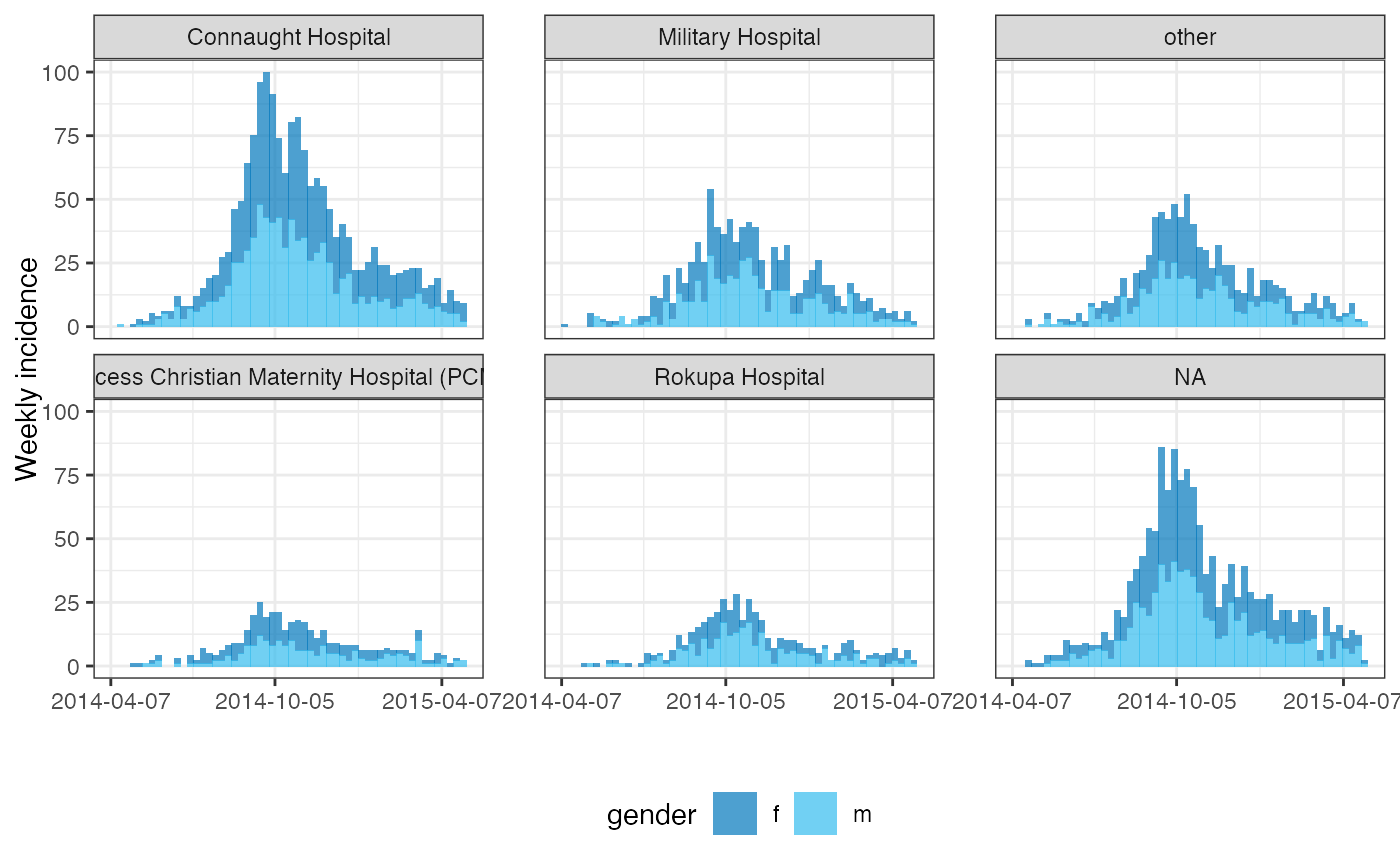 Connaught Hospital
Military Hospital
other
100
75
50
25
0
Weekly incidence
cess Christian Maternity Hospital (PC
Rokupa Hospital
NA
100
75
50
25
0
2014-04-07 2014-10-05 2015-04-07
2014-04-07 2014-10-05 2015-04-07
2014-04-07 2014-10-05 2015-04-07
gender f m